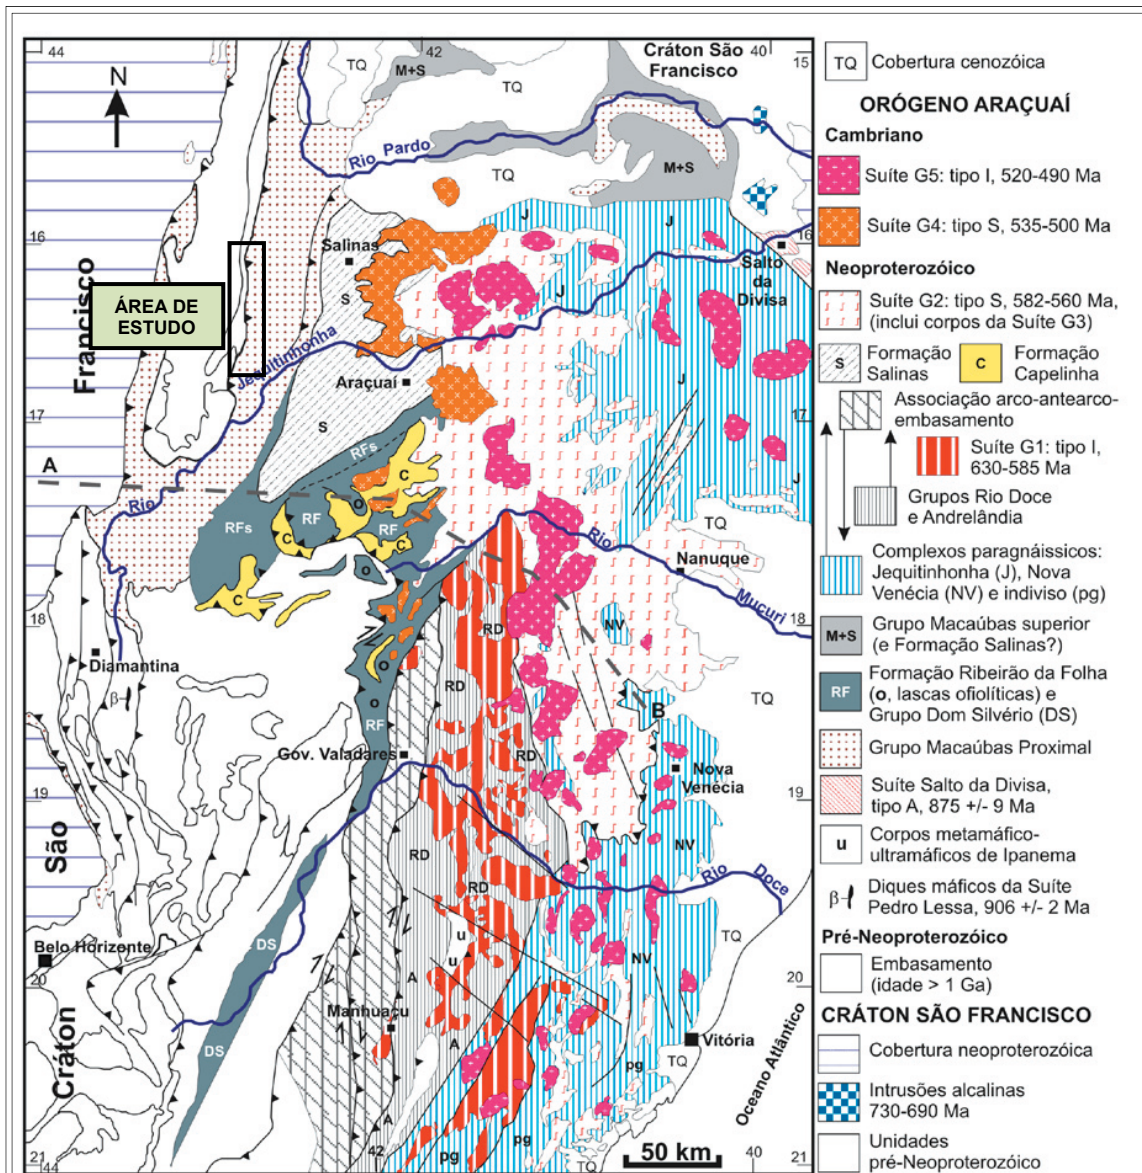 44
42
40
15
N
TQ
M+S
Cráton São
Francisco
TQ
Rio Pardo
TQ
M+S
J
J
16
Salinas
16
Salto
da
Divisa
ÁREA DE
ESTUDO
Francisco
S
J
Jequitinhonha
Araçuaí
J
17
S
17
A
RFs
C
J
Rio
RFs
RF
O
RF
C
C
TQ
Rio
Nanuque
C
O
Mucuri
18
NV
18
RD
Diamantina
β
O
RD
TQ
O
RF
B
Gov. Valadares
RD
Nova
Venécia
19
19
São
RD
NV
RD
Rio Doce
DS
u
TQ
Belo Horizonte
u
NV
20
A
20
Manhuaçu
A
Vitória
DS
pg
TQ
Cráton
A
Oceano Atlântico
pg
pg
50 km
21
44
42
TQ
40
21
TQ Cobertura cenozóica
ORÓGENO ARAÇUAÍ
Cambriano
Suíte G5: tipo I, 520-490 Ma
Suíte G4: tipo S, 535-500 Ma
Neoproterozóico
Suíte G2: tipo S, 582-560 Ma,
(inclui corpos da Suíte G3)
S Formação Salinas
C Formação Capelinha
Associação arco-antearco-
embasamento
Suíte G1: tipo I,
630-585 Ma
Grupos Rio Doce
e Andrelândia
Complexos paragnáissicos:
Jequitinhonha (J), Nova
Venécia (NV) e indiviso (pg)
M+S Grupo Macaúbas superior
(e Formação Salinas?)
RF Formação Ribeirão da Folha
(o, lascas ofiolíticas) e
Grupo Dom Silvério (DS)
Grupo Macaúbas Proximal
Suíte Salto da Divisa,
tipo A, 875 +/- 9 Ma
u Corpos metamáfico-
ultramáficos de Ipanema
β Diques máficos da Suíte
Pedro Lessa, 906 +/- 2 Ma
Pré-Neoproterozóico
Embasamento
(idade > 1 Ga)
CRÁTON SÃO FRANCISCO
Cobertura neoproterozóica
Intrusões alcalinas
730-690 Ma
Unidades
pré-Neoproterozóico